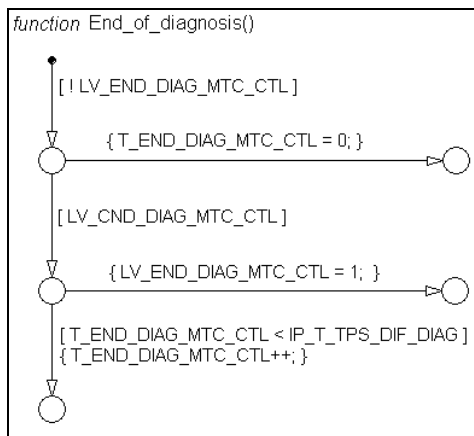 function End_of_diagnosis()
[ ! LV_END_DIAG_MTC_CTL ]
{ T_END_DIAG_MTC_CTL = 0; }
[ LV_CND_DIAG_MTC_CTL ]
{ LV_END_DIAG_MTC_CTL = 1; }
[ T_END_DIAG_MTC_CTL < IP_T_TPS_DIF_DIAG ]
{ T_END_DIAG_MTC_CTL++; }